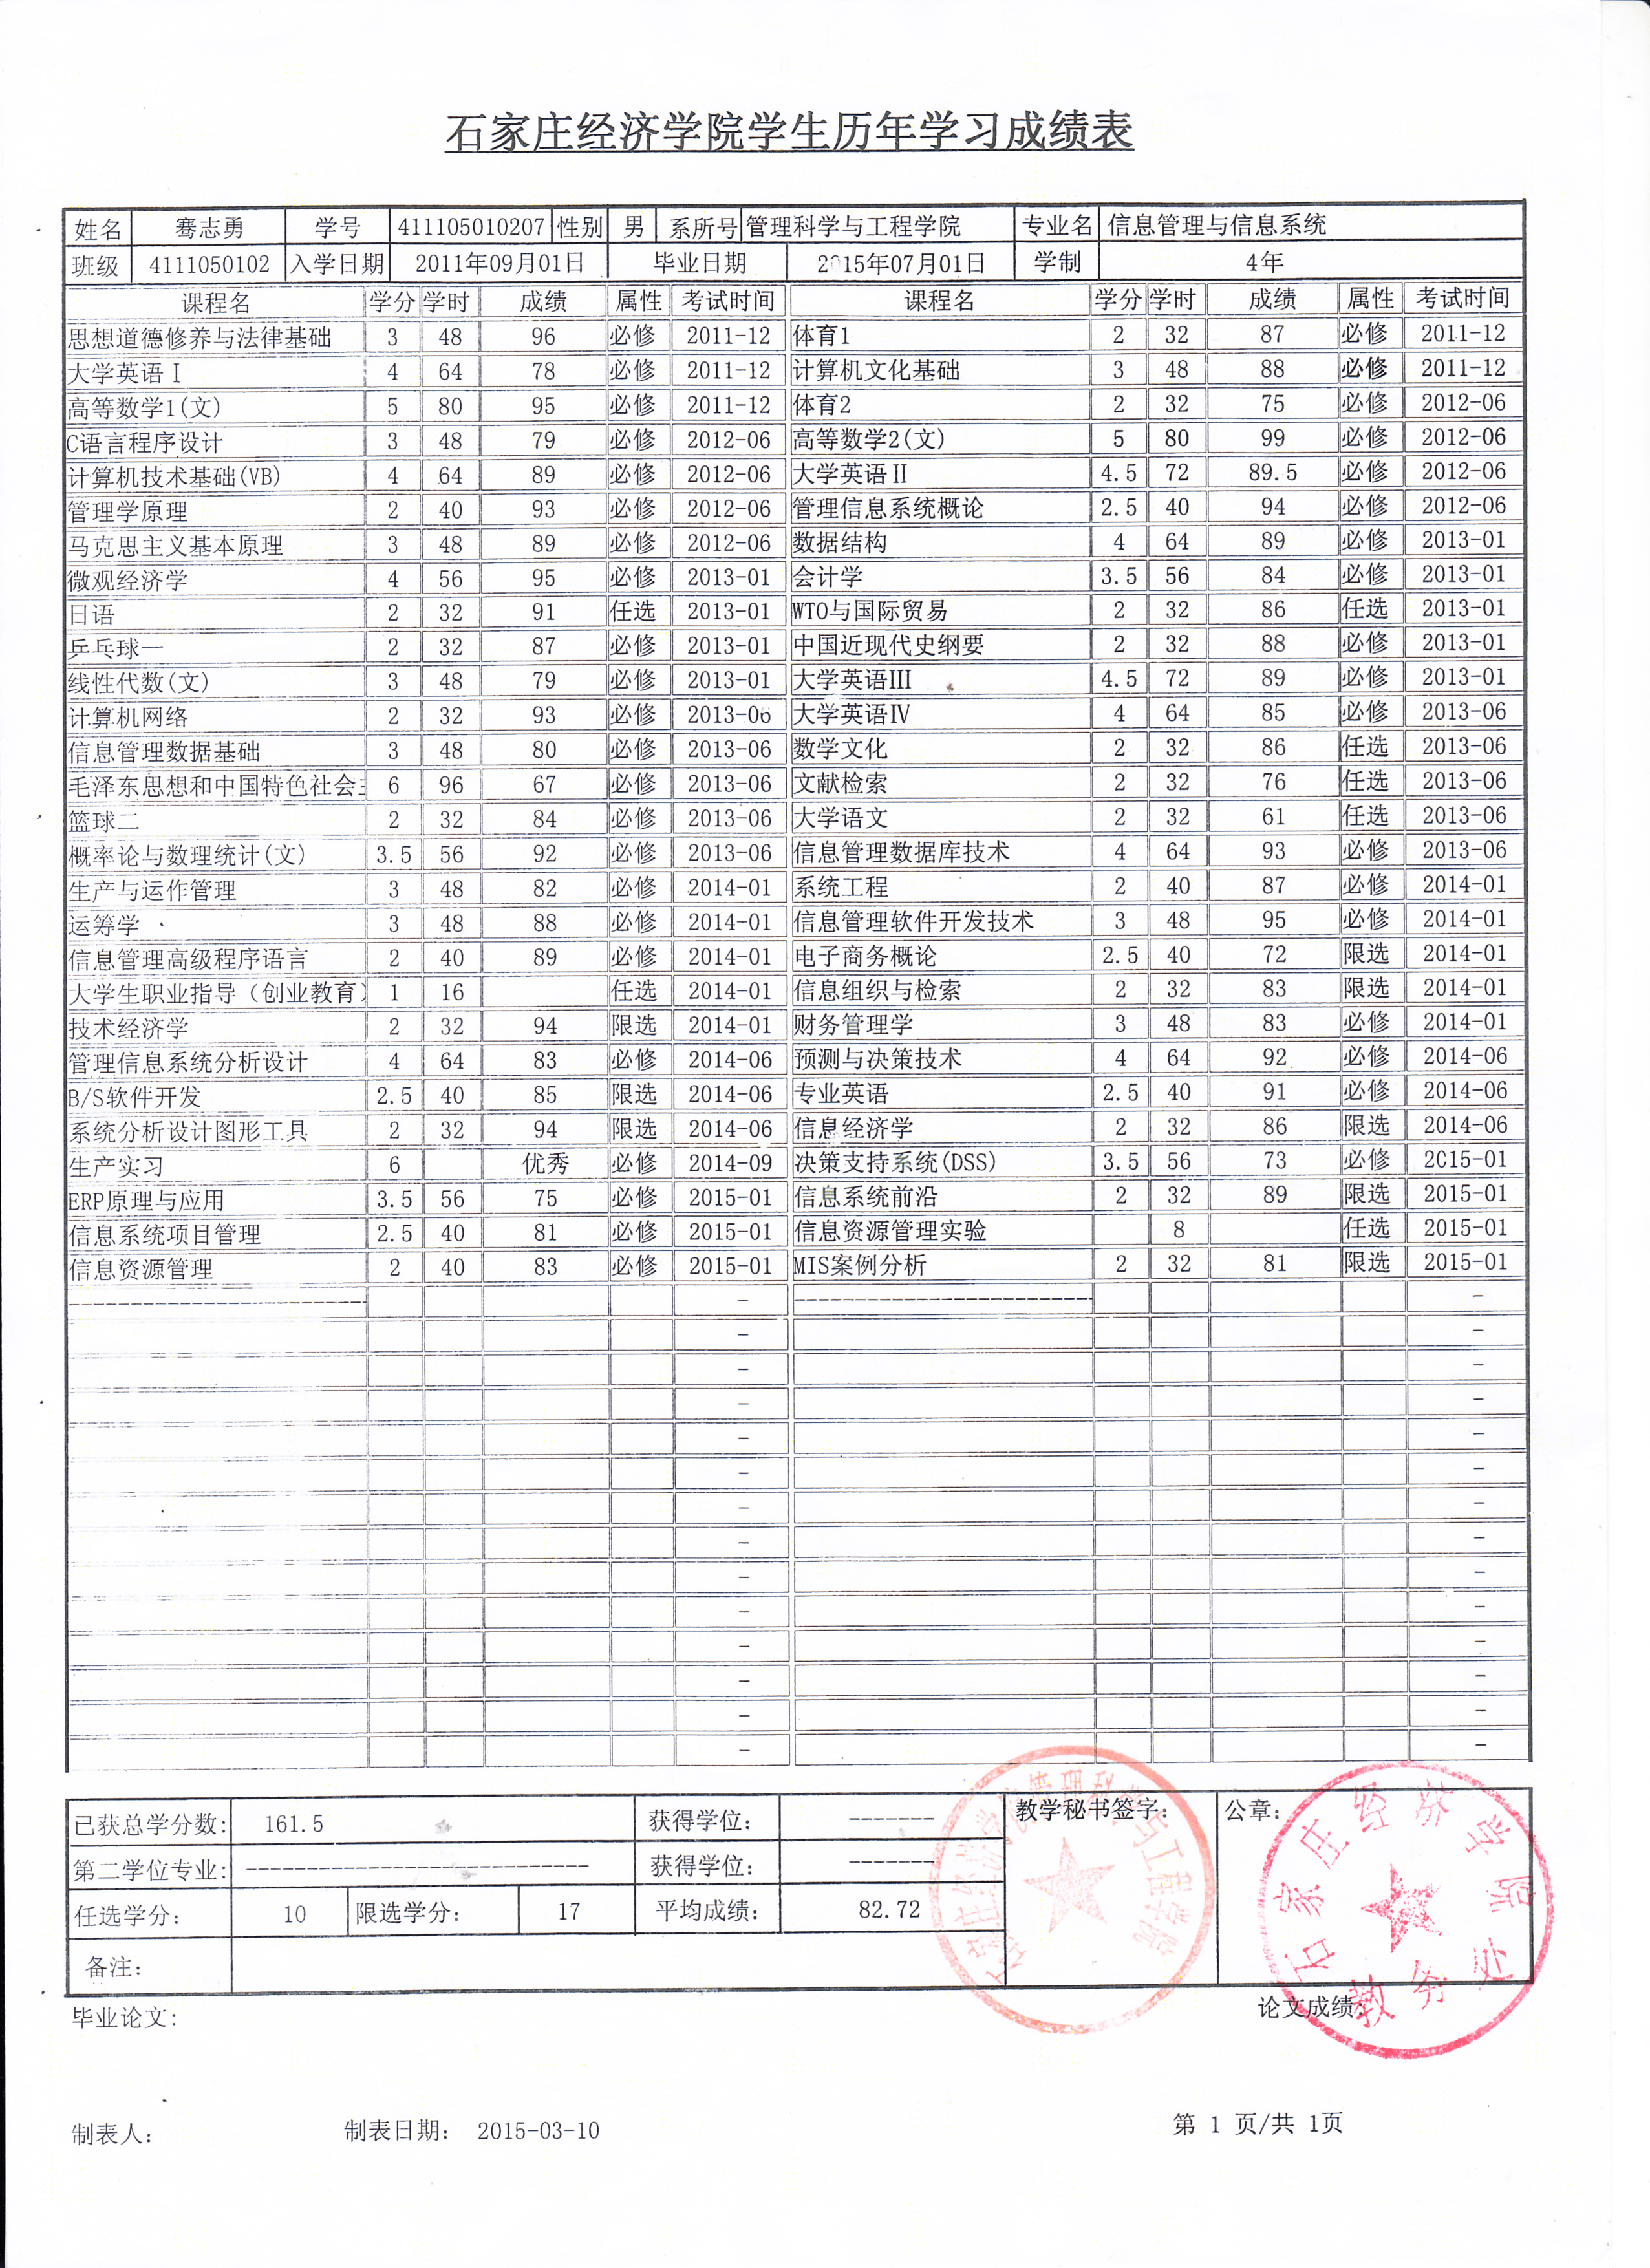 石家庄经济学院学生历年学习成绩表
姓名 骞志勇 学号 411105010207 性别 男 系所号 管理科学与工程学院 专业名 信息管理与信息系统
班级 4111050102 入学日期 2011年09月01日 毕业日期 2015年07月01日 学制 4年
课程名 学分 学时 成绩 属性 考试时间 课程名 学分 学时 成绩 属性 考试时间
思想道德修养与法律基础 3 48 96 必修 2011-12 体育1 2 32 87 必修 2011-12
大学英语Ⅰ 4 64 78 必修 2011-12 计算机文化基础 3 48 88 必修 2011-12
高等数学1(文) 5 80 95 必修 2011-12 体育2 2 32 75 必修 2012-06
C语言程序设计 3 48 79 必修 2012-06 高等数学2(文) 5 80 99 必修 2012-06
计算机技术基础(VB) 4 64 89 必修 2012-06 大学英语Ⅱ 4.5 72 89.5 必修 2012-06
管理学原理 2 40 93 必修 2012-06 管理信息系统概论 2.5 40 94 必修 2012-06
马克思主义基本原理 3 48 89 必修 2012-06 数据结构 4 64 89 必修 2013-01
微观经济学 4 56 95 必修 2013-01 会计学 3.5 56 84 必修 2013-01
日语 2 32 91 任选 2013-01 WTO与国际贸易 2 32 86 任选 2013-01
乒乓球一 2 32 87 必修 2013-01 中国近现代史纲要 2 32 88 必修 2013-01
线性代数(文) 3 48 79 必修 2013-01 大学英语Ⅲ 4.5 72 89 必修 2013-01
计算机网络 2 32 93 必修 2013-06 大学英语Ⅳ 4 64 85 必修 2013-06
信息管理数据基础 3 48 80 必修 2013-06 数学文化 2 32 86 任选 2013-06
毛泽东思想和中国特色社会 6 96 67 必修 2013-06 文献检索 2 32 76 任选 2013-06
篮球二 2 32 84 必修 2013-06 大学语文 2 32 61 任选 2013-06
概率论与数理统计(文) 3.5 56 92 必修 2013-06 信息管理数据库技术 4 64 93 必修 2013-06
生产与运作管理 3 48 82 必修 2014-01 系统工程 2 40 87 必修 2014-01
运筹学 3 48 88 必修 2014-01 信息管理软件开发技术 3 48 95 必修 2014-01
信息管理高级程序语言 2 40 89 必修 2014-01 电子商务概论 2.5 40 72 限选 2014-01
大学生职业指导（创业教育） 1 16 任选 2014-01 信息组织与检索 2 32 83 限选 2014-01
技术经济学 2 32 94 限选 2014-01 财务管理学 3 48 83 必修 2014-01
管理信息系统分析设计 4 64 83 必修 2014-06 预测与决策技术 4 64 92 必修 2014-06
B/S软件开发 2.5 40 85 限选 2014-06 专业英语 2.5 40 91 必修 2014-06
系统分析设计图形工具 2 32 94 限选 2014-06 信息经济学 2 32 86 限选 2014-06
生产实习 6 优秀 必修 2014-09 决策支持系统(DSS) 3.5 56 73 必修 2015-01
ERP原理与应用 3.5 56 75 必修 2015-01 信息系统前沿 2 32 89 限选 2015-01
信息系统项目管理 2.5 40 81 必修 2015-01 信息资源管理实验 8 任选 2015-01
信息资源管理 2 40 83 必修 2015-01 MIS案例分析 2 32 81 限选 2015-01
已获总学分数: 161.5 获得学位: ------- 教学秘书签字: 公章:
第二学位专业: ---------------------------- 获得学位: -------
任选学分: 10 限选学分: 17 平均成绩: 82.72
备注:
石家庄经济学院管理科学与工程学院
石家庄经济学院
教务处
毕业论文: 论文成绩:
制表人: 制表日期: 2015-03-10 第 1 页/共 1页